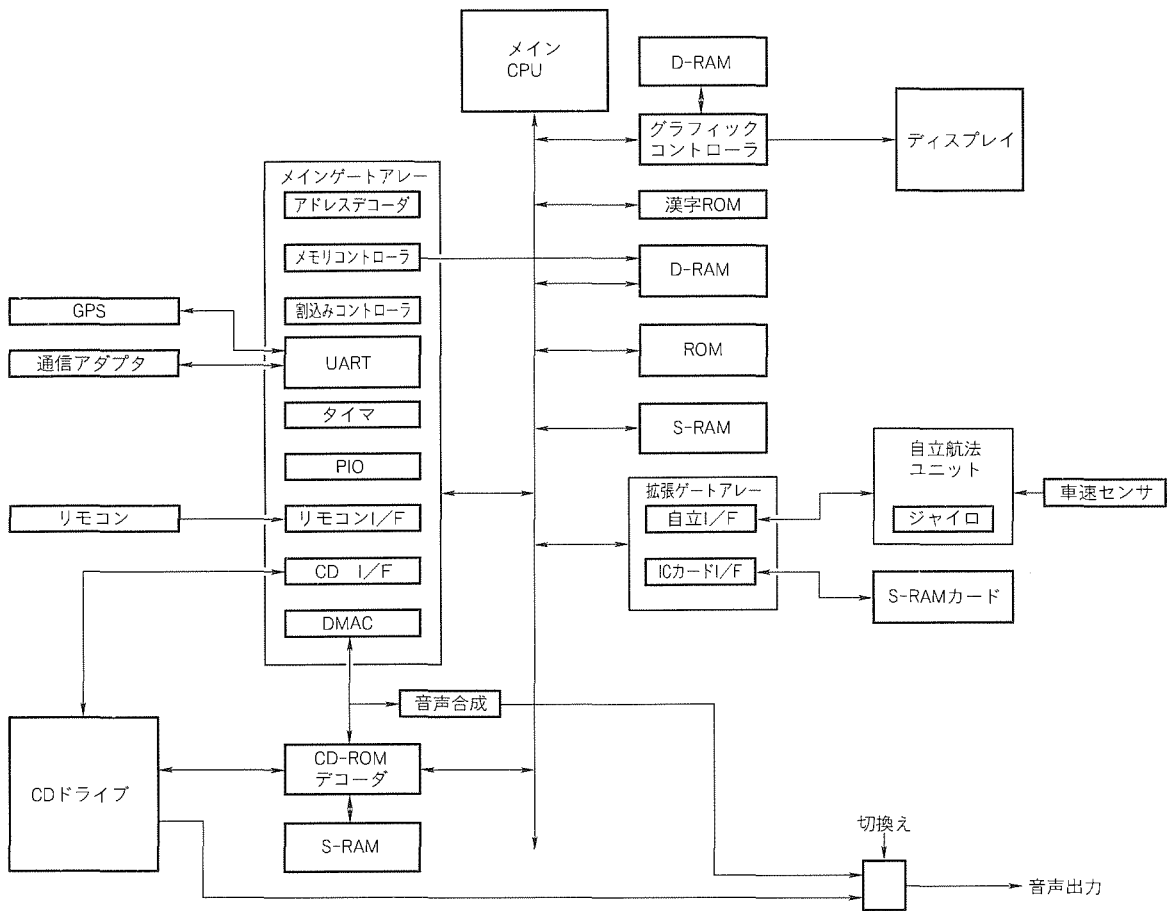 メイン
CPU
D-RAM
グラフィック
コントローラ
ディスプレイ
メインゲートアレー
アドレスデコーダ
漢字ROM
メモリコントローラ
D-RAM
GPS
割込みコントローラ
通信アダプタ
UART
ROM
タイマ
S-RAM
PIO
自立航法
ユニット
拡張ゲートアレー
車速センサ
リモコン
リモコンI/F
自立I/F
ジャイロ
CD I/F
ICカードI/F
S-RAMカード
DMAC
音声合成
CD-ROM
デコーダ
CDドライブ
S-RAM
切換え
音声出力